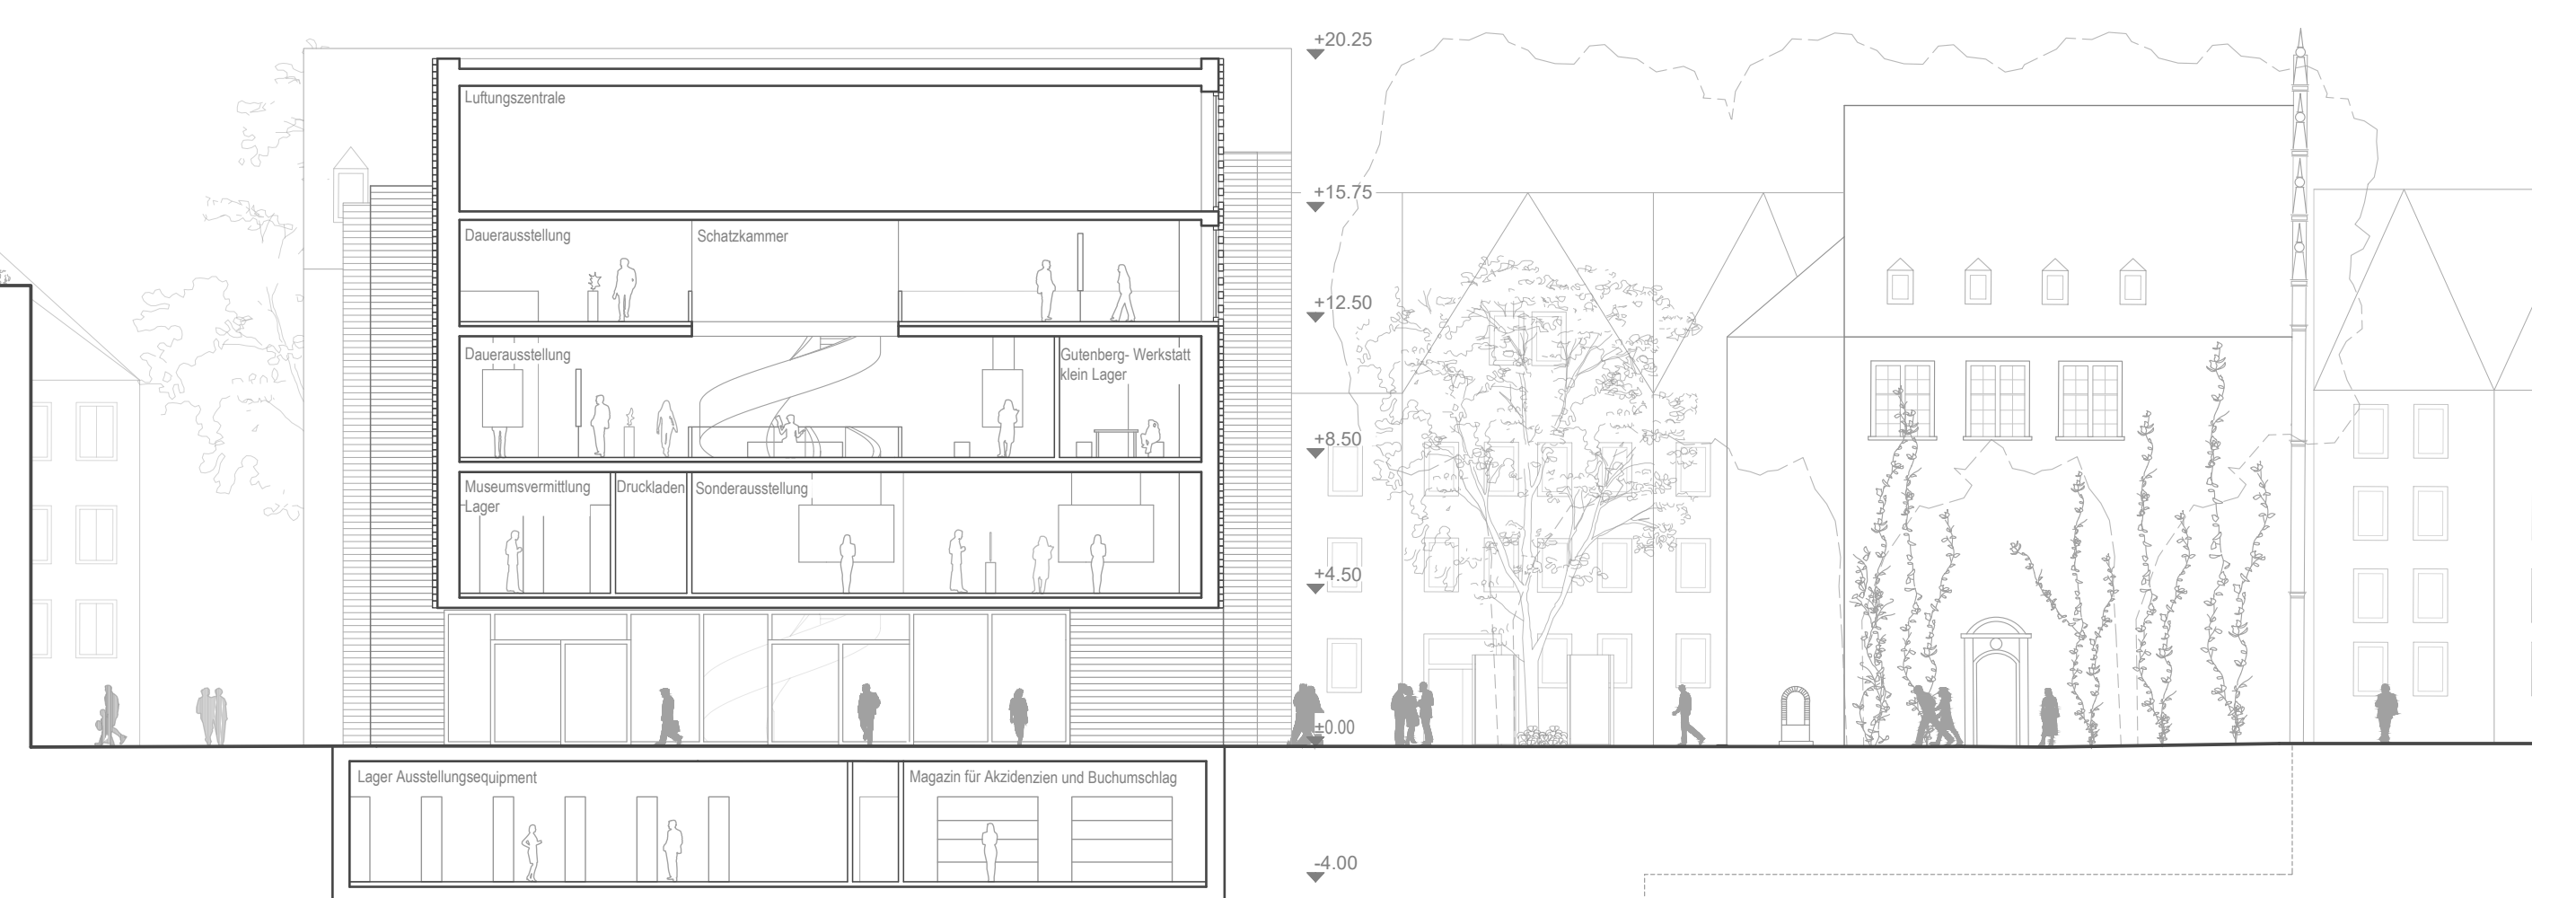 +20.25
Luftungszentrale
+15.75
Dauerausstellung
Schatzkammer
+12.50
Dauerausstellung
Gutenberg- Werkstatt
klein Lager
+8.50
Museumsvermittlung
Lager
Druckladen
Sonderausstellung
+4.50
±0.00
Lager Ausstellungsequipment
Magazin für Akzidenzien und Buchumschlag
-4.00